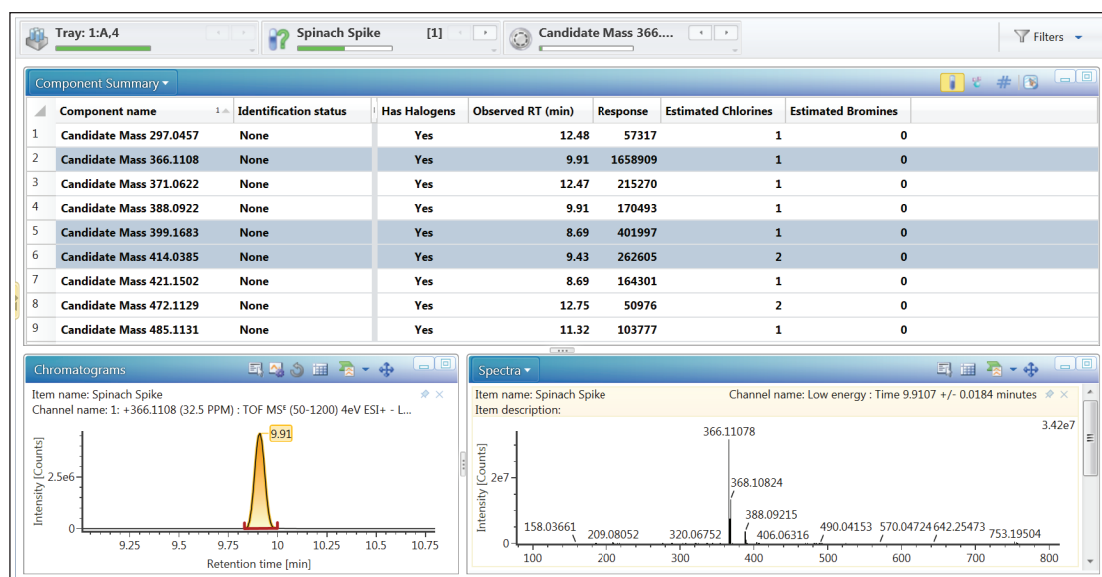 Tray: 1:A,4 Spinach Spike [1] Candidate Mass 366.... Filters
Component Summary
Component name 1 Identification status Has Halogens Observed RT (min) Response Estimated Chlorines Estimated Bromines
1 Candidate Mass 297.0457 None Yes 12.48 57317 1 0
2 Candidate Mass 366.1108 None Yes 9.91 1658909 1 0
3 Candidate Mass 371.0622 None Yes 12.47 215270 1 0
4 Candidate Mass 388.0922 None Yes 9.91 170493 1 0
5 Candidate Mass 399.1683 None Yes 8.69 401997 1 0
6 Candidate Mass 414.0385 None Yes 9.43 262605 2 0
7 Candidate Mass 421.1502 None Yes 8.69 164301 1 0
8 Candidate Mass 472.1129 None Yes 12.75 50976 2 0
9 Candidate Mass 485.1131 None Yes 11.32 103777 1 0
Chromatograms
Item name: Spinach Spike
Channel name: 1: +366.1108 (32.5 PPM) : TOF MSᴱ (50-1200) 4eV ESI+ - L...
9.91
Intensity [Counts]
2.5e6
0
9.25 9.5 9.75 10 10.25 10.5 10.75
Retention time [min]
Spectra
Item name: Spinach Spike Channel name: Low energy : Time 9.9107 +/- 0.0184 minutes
Item description:
3.42e7
366.11078
Intensity [Counts]
2e7
368.10824
388.09215
158.03661 209.08052 320.06752 406.06316 490.04153 570.04724 642.25473 753.19504
0
100 200 300 400 500 600 700 800